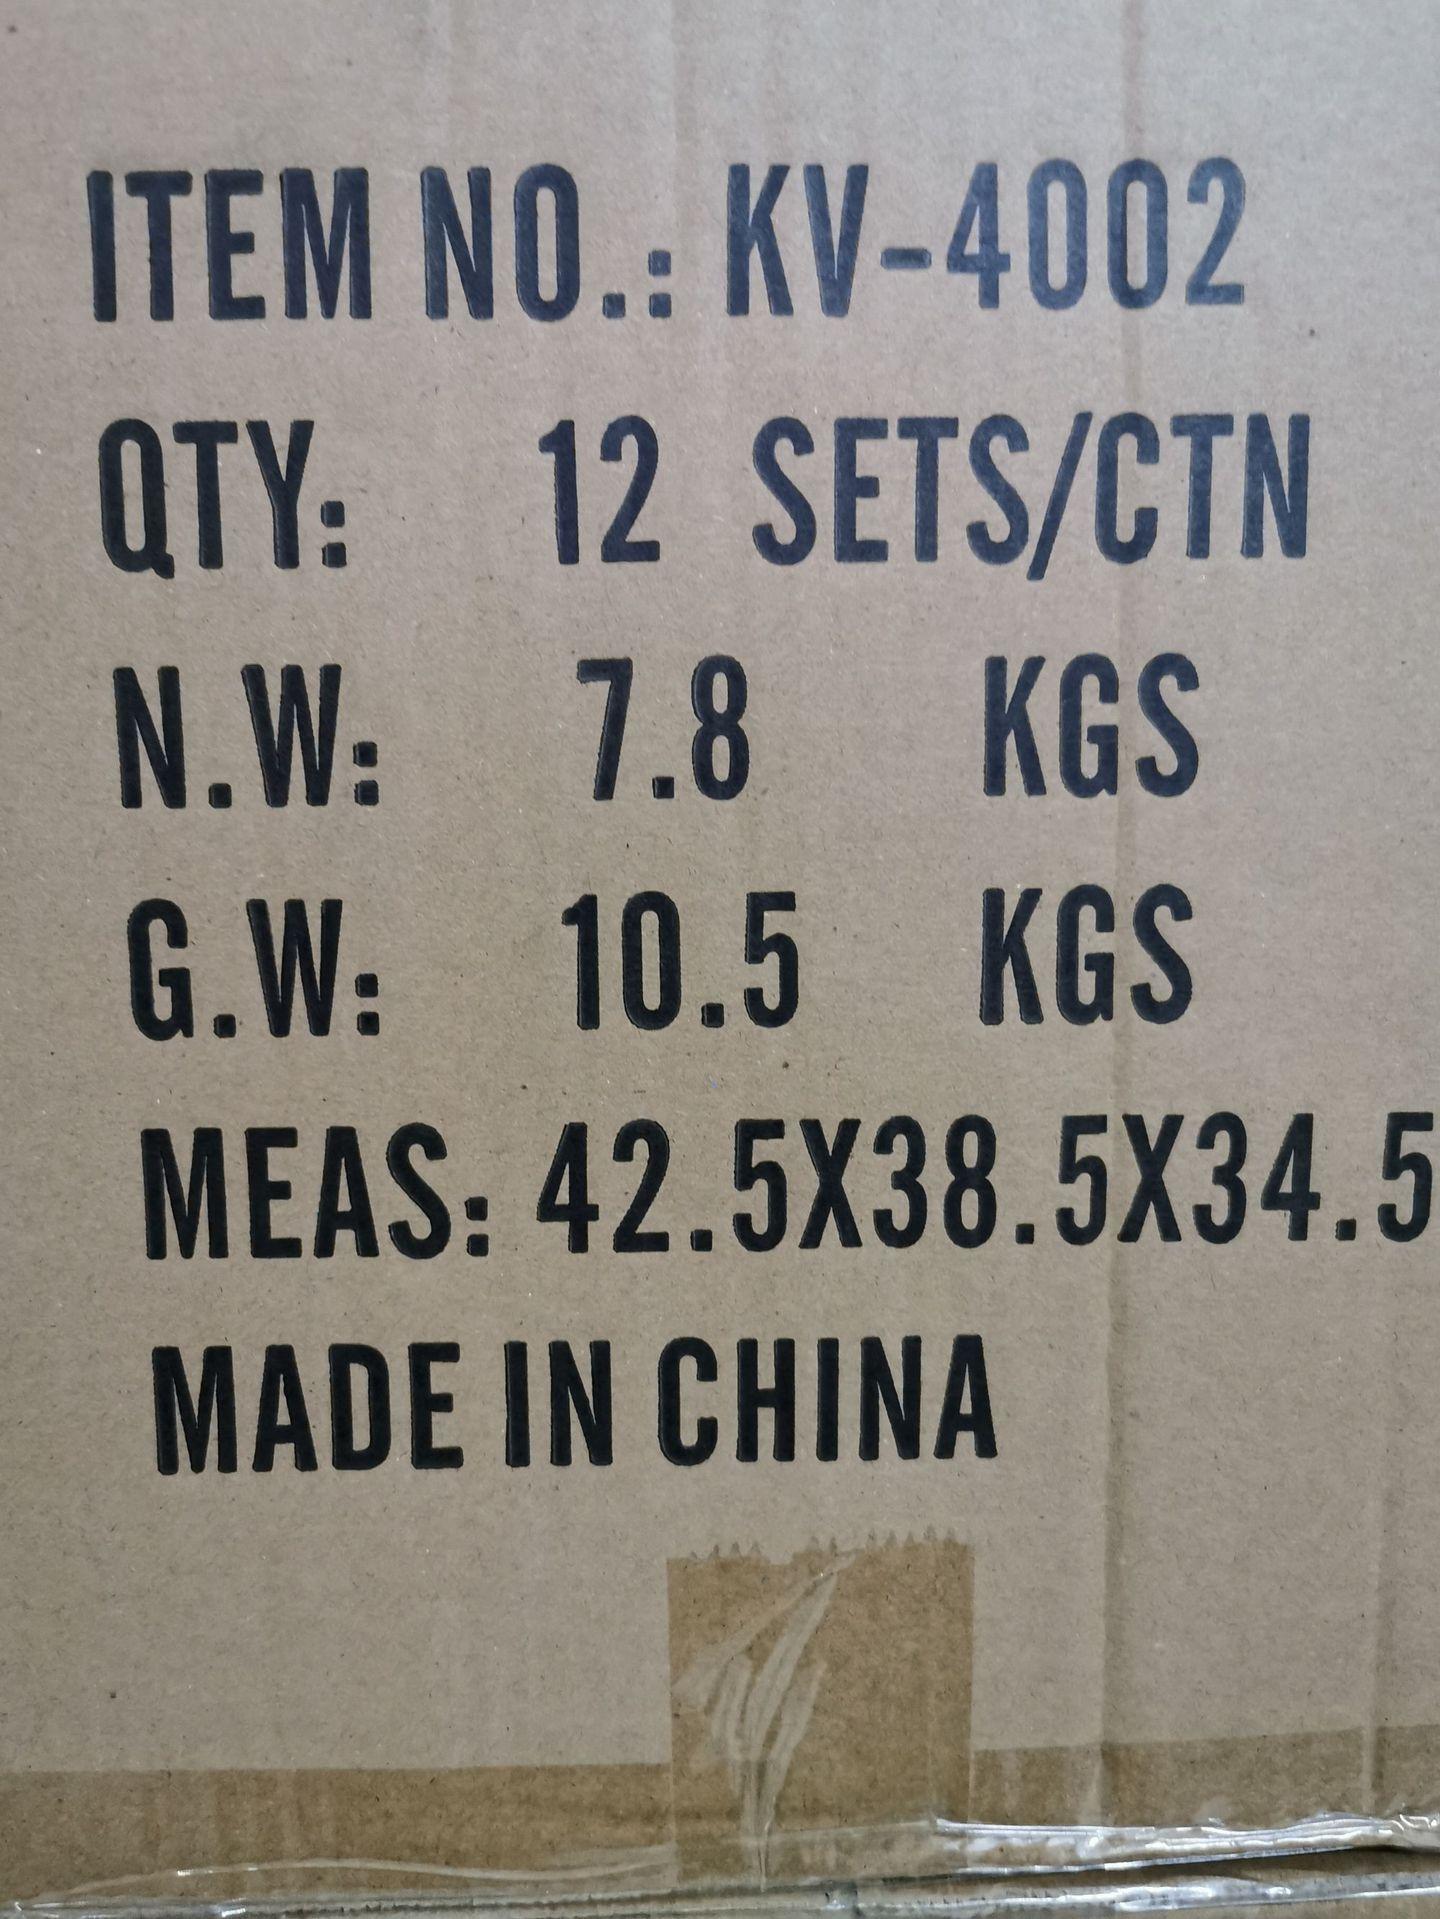 ITEM NO.: KV-4002
QTY: 12 SETS/CTN
N.W: 7.8 KGS
G.W: 10.5 KGS
MEAS: 42.5X38.5X34.5
MADE IN CHINA